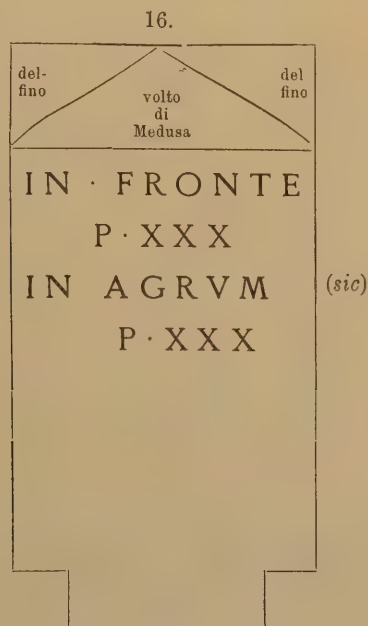 16.
del-
fino
volto
di
Medusa
del
fino
IN · FRONTE
P · XXX
IN AGRVM (sic)
P · XXX